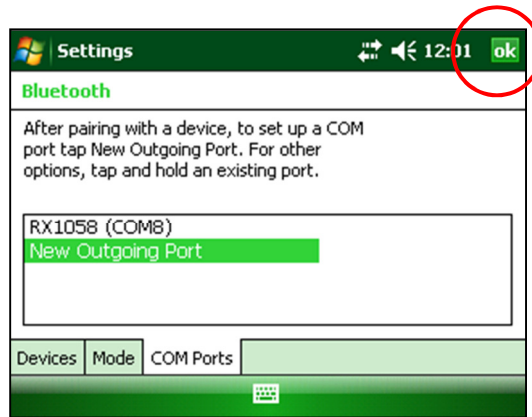 Settings 12:01 ok
Bluetooth
After pairing with a device, to set up a COM
port tap New Outgoing Port. For other
options, tap and hold an existing port.
RX1058 (COM8)
New Outgoing Port
Devices Mode COM Ports